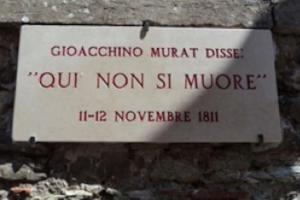 GIOACCHINO MURAT DISSE:
"QUI NON SI MUORE"
11-12 NOVEMBRE 1811